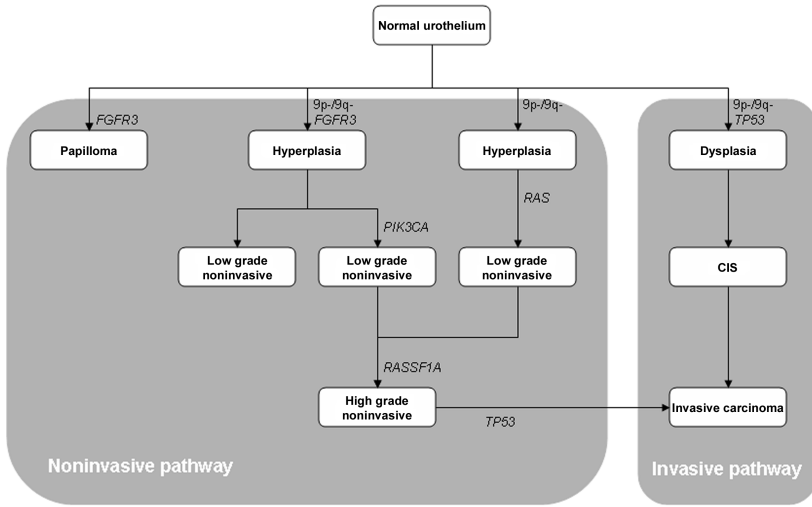 Normal urothelium
FGFR3
9p-/9q-
FGFR3
9p-/9q-
9p-/9q-
TP53
Papilloma
Hyperplasia
Hyperplasia
Dysplasia
PIK3CA
RAS
Low grade
noninvasive
Low grade
noninvasive
Low grade
noninvasive
CIS
RASSF1A
High grade
noninvasive
TP53
Invasive carcinoma
Noninvasive pathway
Invasive pathway